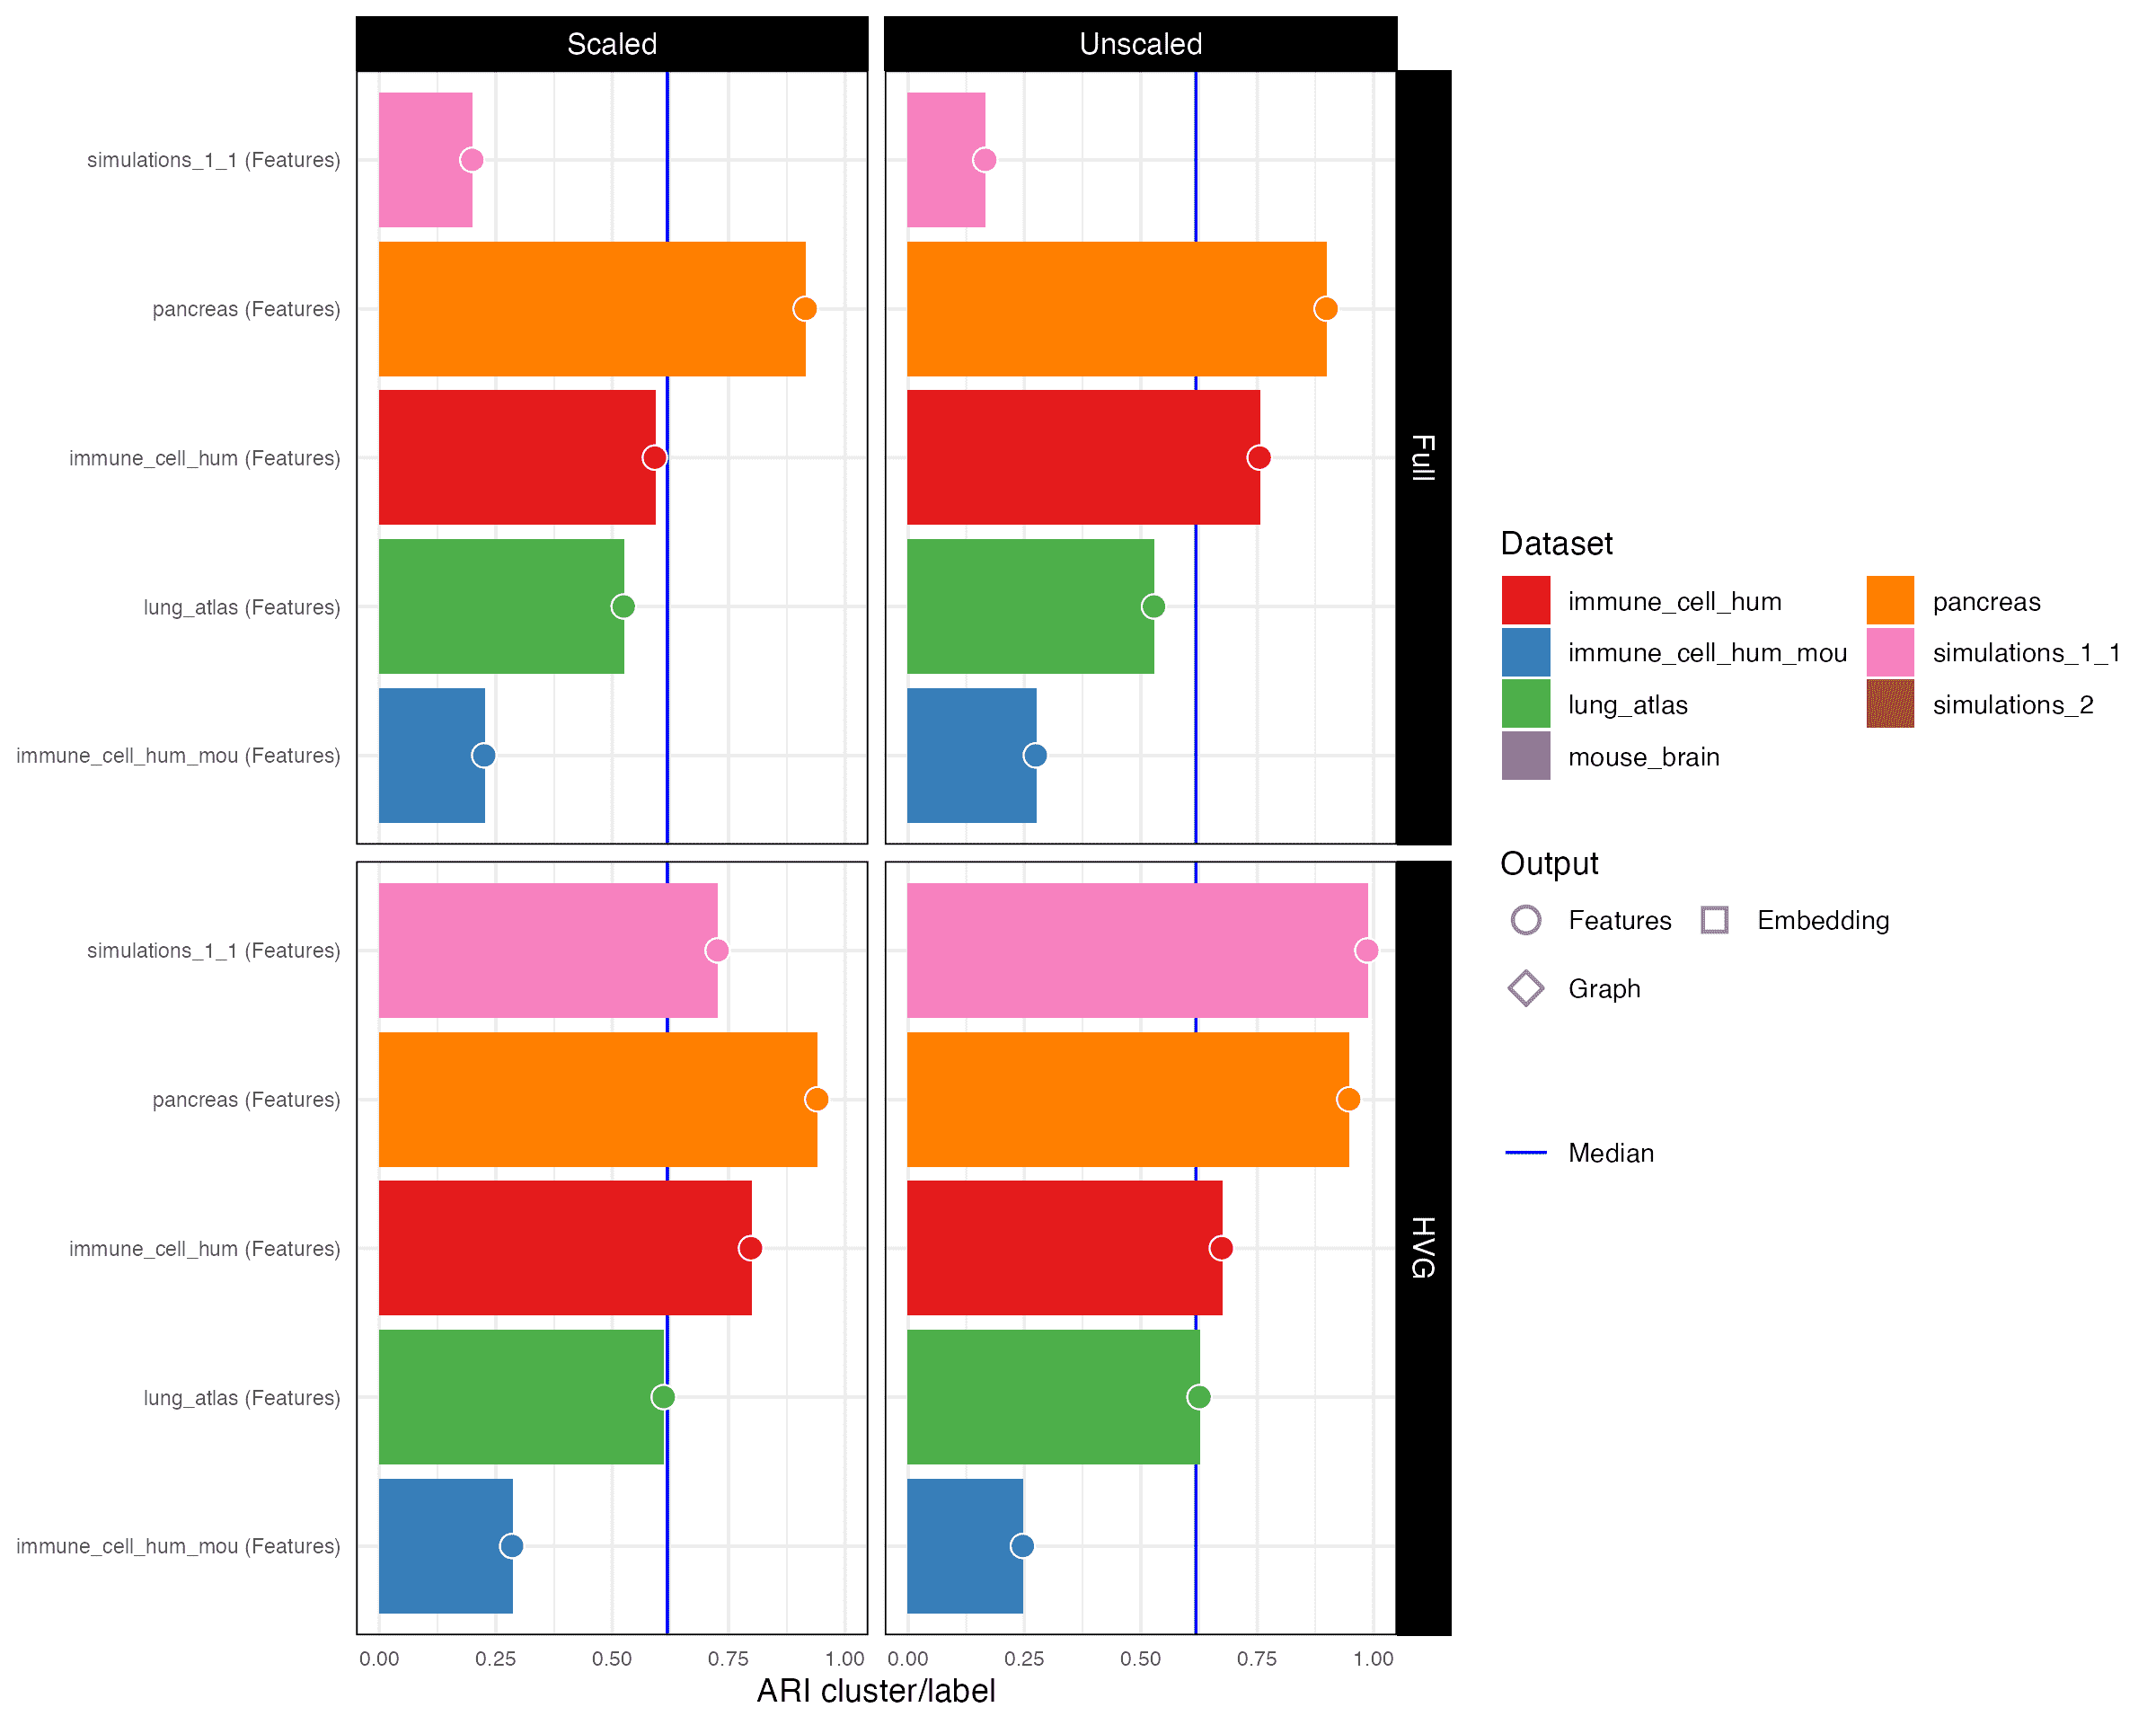 Scaled
Unscaled
simulations_1_1 (Features)
pancreas (Features)
immune_cell_hum (Features)
lung_atlas (Features)
immune_cell_hum_mou (Features)
Full
simulations_1_1 (Features)
pancreas (Features)
immune_cell_hum (Features)
lung_atlas (Features)
immune_cell_hum_mou (Features)
HVG
0.00 0.25 0.50 0.75 1.00
0.00 0.25 0.50 0.75 1.00
ARI cluster/label
Dataset
immune_cell_hum
immune_cell_hum_mou
lung_atlas
mouse_brain
pancreas
simulations_1_1
simulations_2
Output
Features
Embedding
Graph
Median